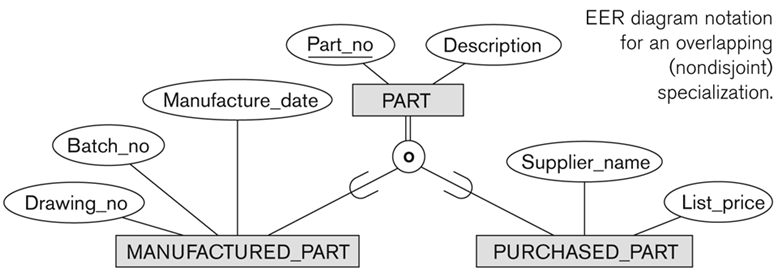 EER diagram notation
for an overlapping
(nondisjoint)
specialization.
Part_no
Description
Manufacture_date
PART
Batch_no
o
Supplier_name
Drawing_no
List_price
MANUFACTURED_PART
PURCHASED_PART